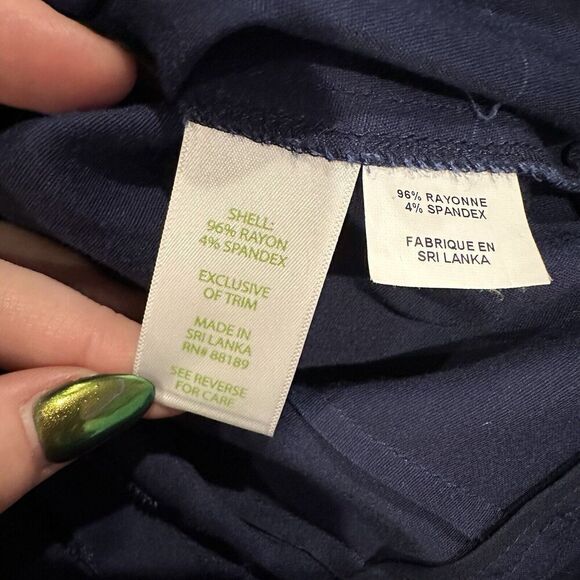 SHELL:
96% RAYON
4% SPANDEX
EXCLUSIVE
OF TRIM
MADE IN
SRI LANKA
RN# 88189
SEE REVERSE
FOR CARE
96% RAYONNE
4% SPANDEX
FABRIQUE EN
SRI LANKA